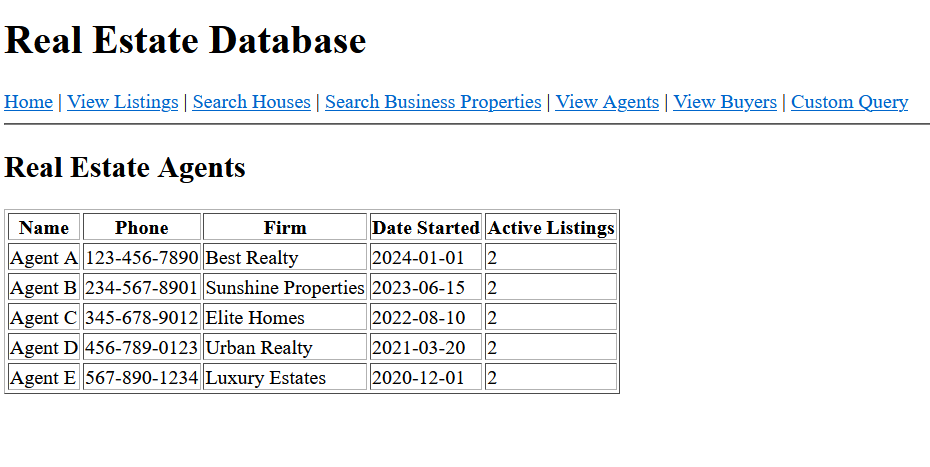 Real Estate Database
Home | View Listings | Search Houses | Search Business Properties | View Agents | View Buyers | Custom Query
Real Estate Agents
Name Phone Firm Date Started Active Listings
Agent A 123-456-7890 Best Realty 2024-01-01 2
Agent B 234-567-8901 Sunshine Properties 2023-06-15 2
Agent C 345-678-9012 Elite Homes 2022-08-10 2
Agent D 456-789-0123 Urban Realty 2021-03-20 2
Agent E 567-890-1234 Luxury Estates 2020-12-01 2